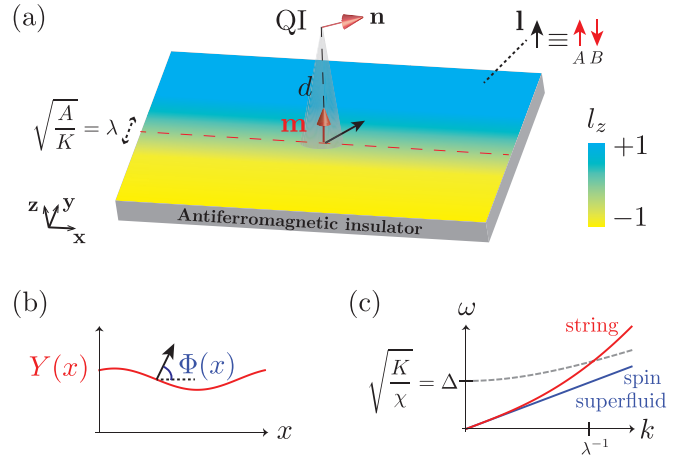 (a)
QI
n
l ≡
A B
d
m
√(A/K) = λ
l_z
+1
−1
z y
x
Antiferromagnetic insulator
(b)
Y(x)
Φ(x)
x
(c)
ω
string
√(K/χ) = Δ
spin
superfluid
k
λ⁻¹